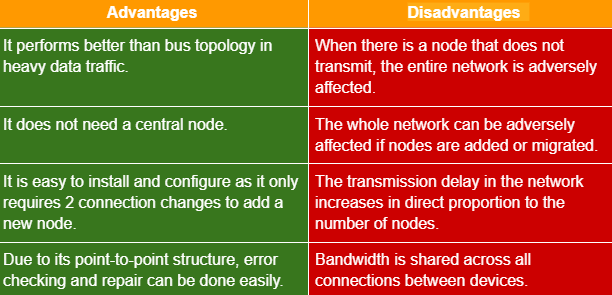 Advantages
Disadvantages
It performs better than bus topology in
heavy data traffic.
When there is a node that does not
transmit, the entire network is adversely
affected.
It does not need a central node.
The whole network can be adversely
affected if nodes are added or migrated.
It is easy to install and configure as it only
requires 2 connection changes to add a
new node.
The transmission delay in the network
increases in direct proportion to the
number of nodes.
Due to its point-to-point structure, error
checking and repair can be done easily.
Bandwidth is shared across all
connections between devices.